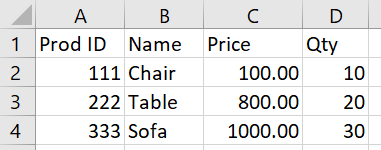 A B C D
1 Prod ID Name Price Qty
2 111 Chair 100.00 10
3 222 Table 800.00 20
4 333 Sofa 1000.00 30